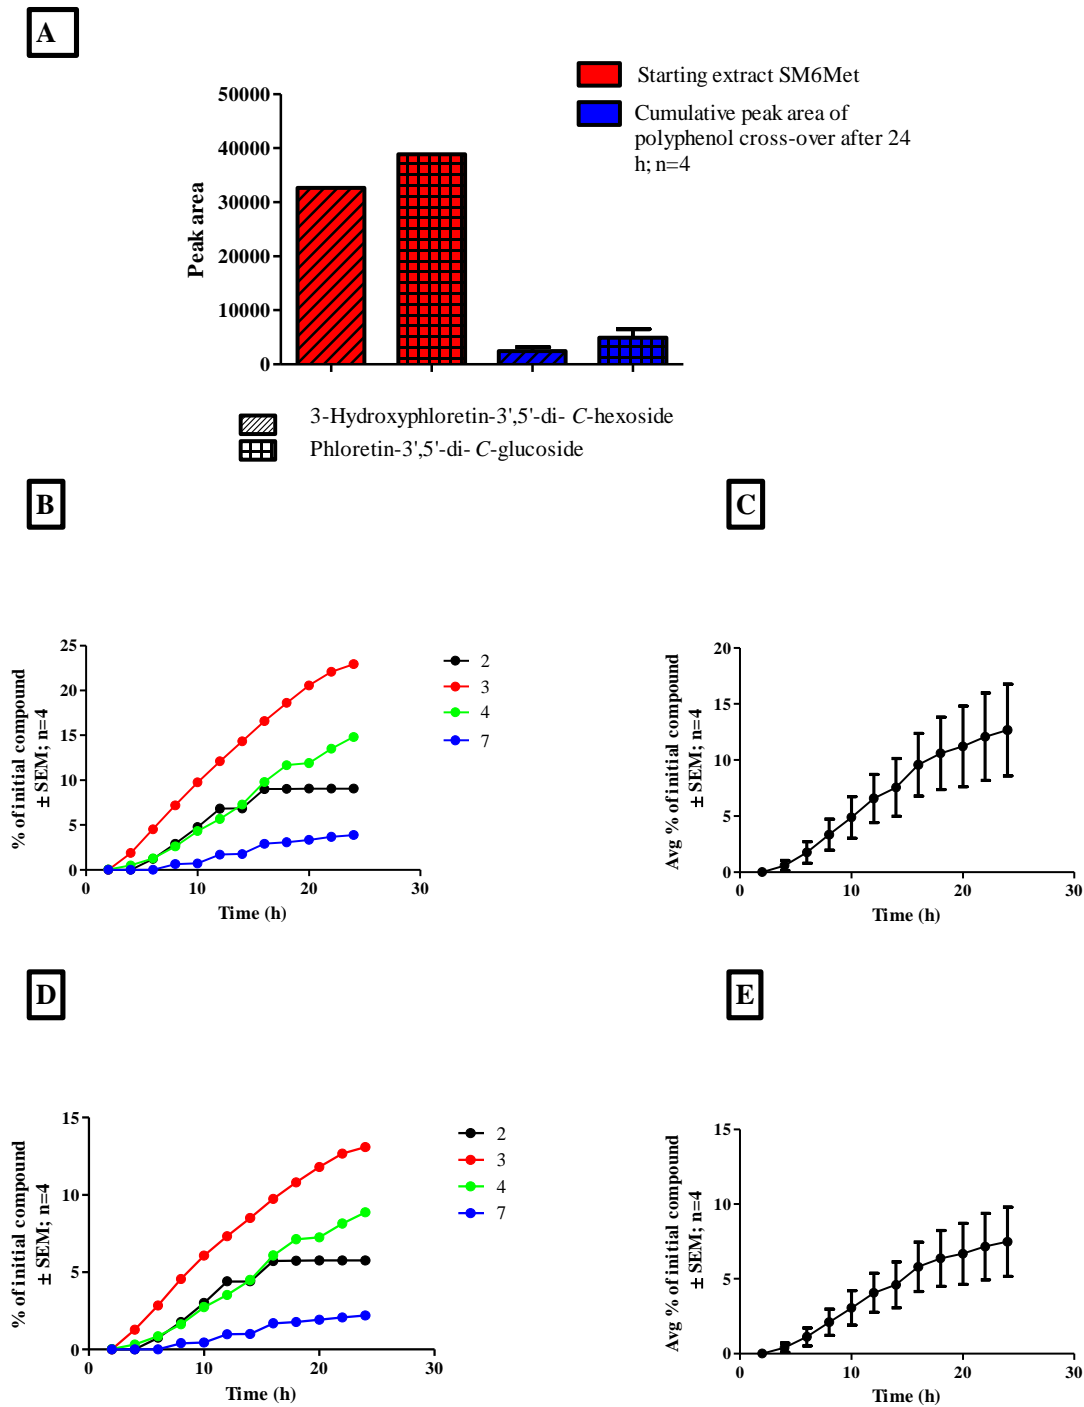 A
Starting extract SM6Met
Cumulative peak area of
polyphenol cross-over after 24
h; n=4
Peak area
50000
40000
30000
20000
10000
0
3-Hydroxyphloretin-3',5'-di- C-hexoside
Phloretin-3',5'-di- C-glucoside
B
% of initial compound
± SEM; n=4
25
20
15
10
5
0
0 10 20 30
Time (h)
2
3
4
7
C
Avg % of initial compound
± SEM; n=4
20
15
10
5
0
0 10 20 30
Time (h)
D
% of initial compound
± SEM; n=4
15
10
5
0
0 10 20 30
Time (h)
2
3
4
7
E
Avg % of initial compound
± SEM; n=4
15
10
5
0
0 10 20 30
Time (h)